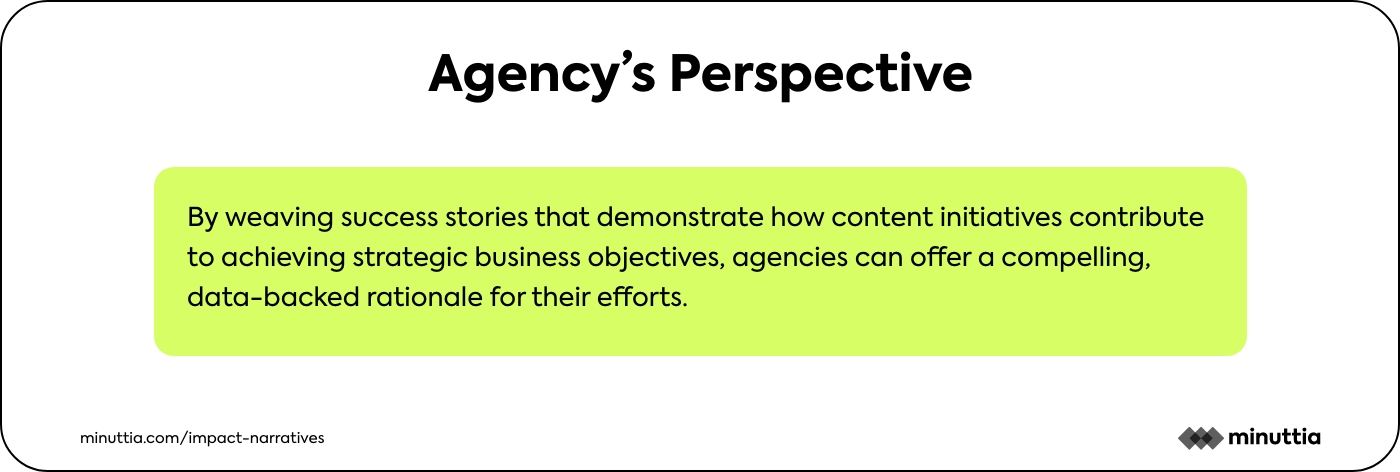 Agency’s Perspective
By weaving success stories that demonstrate how content initiatives contribute
to achieving strategic business objectives, agencies can offer a compelling,
data-backed rationale for their efforts.
minuttia.com/impact-narratives
minuttia